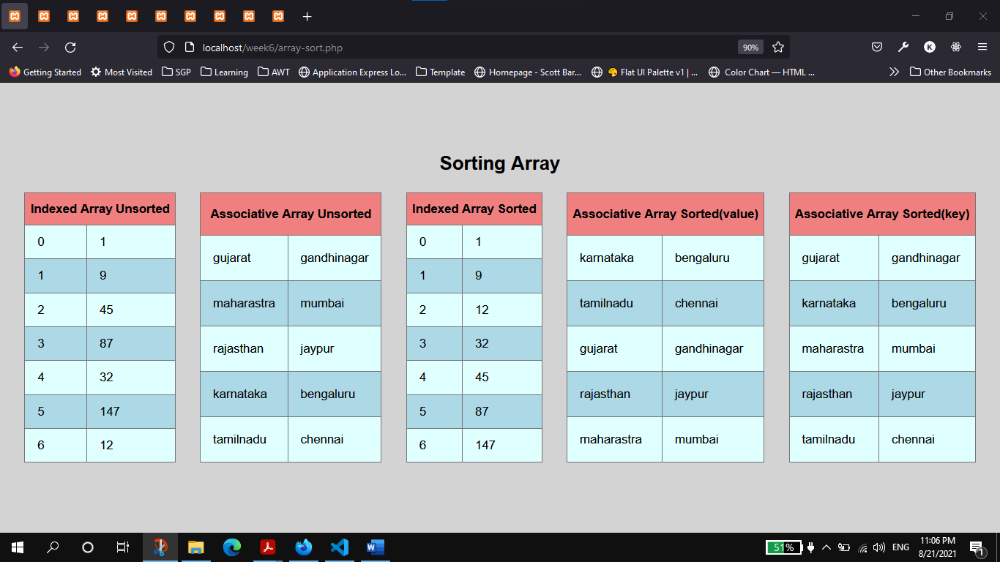 localhost/week6/array-sort.php 90% K
Getting Started Most Visited SGP Learning AWT Application Express Lo... Template Homepage - Scott Bar... Flat UI Palette v1 | ... Color Chart — HTML ... Other Bookmarks
Sorting Array
Indexed Array Unsorted
0 1
1 9
2 45
3 87
4 32
5 147
6 12
Associative Array Unsorted
gujarat gandhinagar
maharastra mumbai
rajasthan jaypur
karnataka bengaluru
tamilnadu chennai
Indexed Array Sorted
0 1
1 9
2 12
3 32
4 45
5 87
6 147
Associative Array Sorted(value)
karnataka bengaluru
tamilnadu chennai
gujarat gandhinagar
rajasthan jaypur
maharastra mumbai
Associative Array Sorted(key)
gujarat gandhinagar
karnataka bengaluru
maharastra mumbai
rajasthan jaypur
tamilnadu chennai
51% ENG
11:06 PM
8/21/2021
1